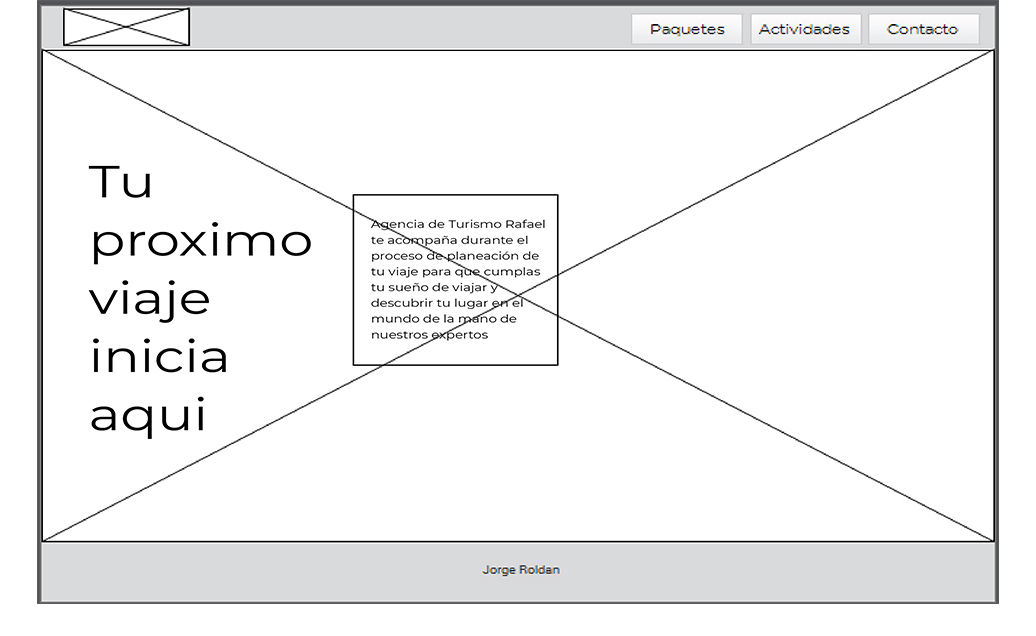 Paquetes Actividades Contacto
Tu
proximo
viaje
inicia
aqui
Agencia de Turismo Rafael
te acompaña durante el
proceso de planeación de
tu viaje para que cumplas
tu sueño de viajar y
descubrir tu lugar en el
mundo de la mano de
nuestros expertos
Jorge Roldan